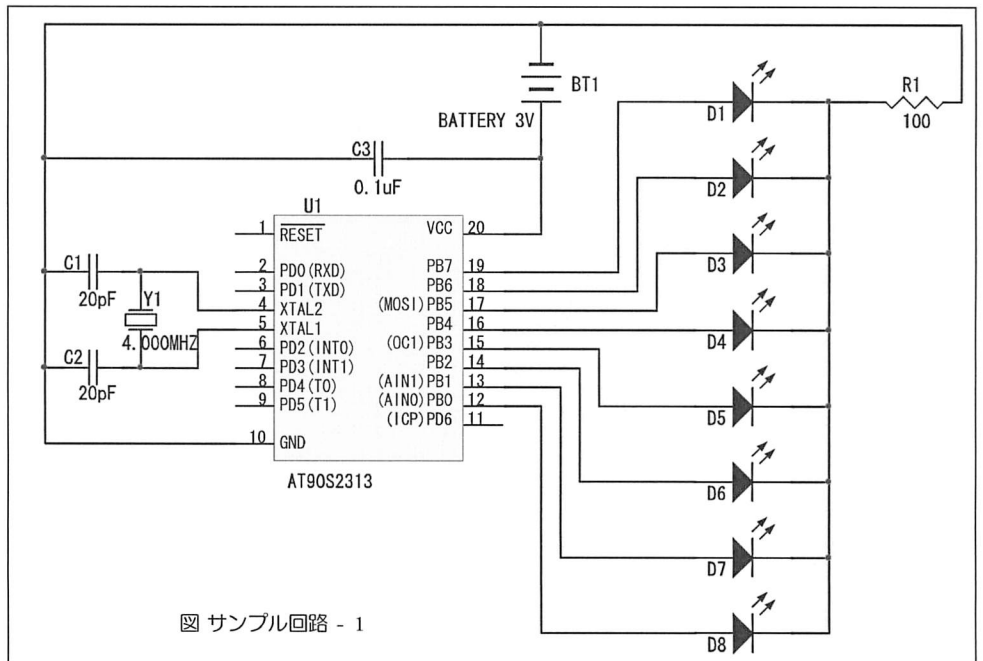 BT1
BATTERY 3V
R1
100
D1
D2
D3
D4
D5
D6
D7
D8
C3
0.1uF
U1
1 RESET
2 PD0(RXD)
3 PD1(TXD)
4 XTAL2
5 XTAL1
6 PD2(INT0)
7 PD3(INT1)
8 PD4(T0)
9 PD5(T1)
10 GND
VCC 20
PB7 19
PB6 18
(MOSI)PB5 17
PB4 16
(OC1)PB3 15
PB2 14
(AIN1)PB1 13
(AIN0)PB0 12
(ICP)PD6 11
AT90S2313
C1
20pF
Y1
4.000MHZ
C2
20pF
図 サンプル回路 - 1